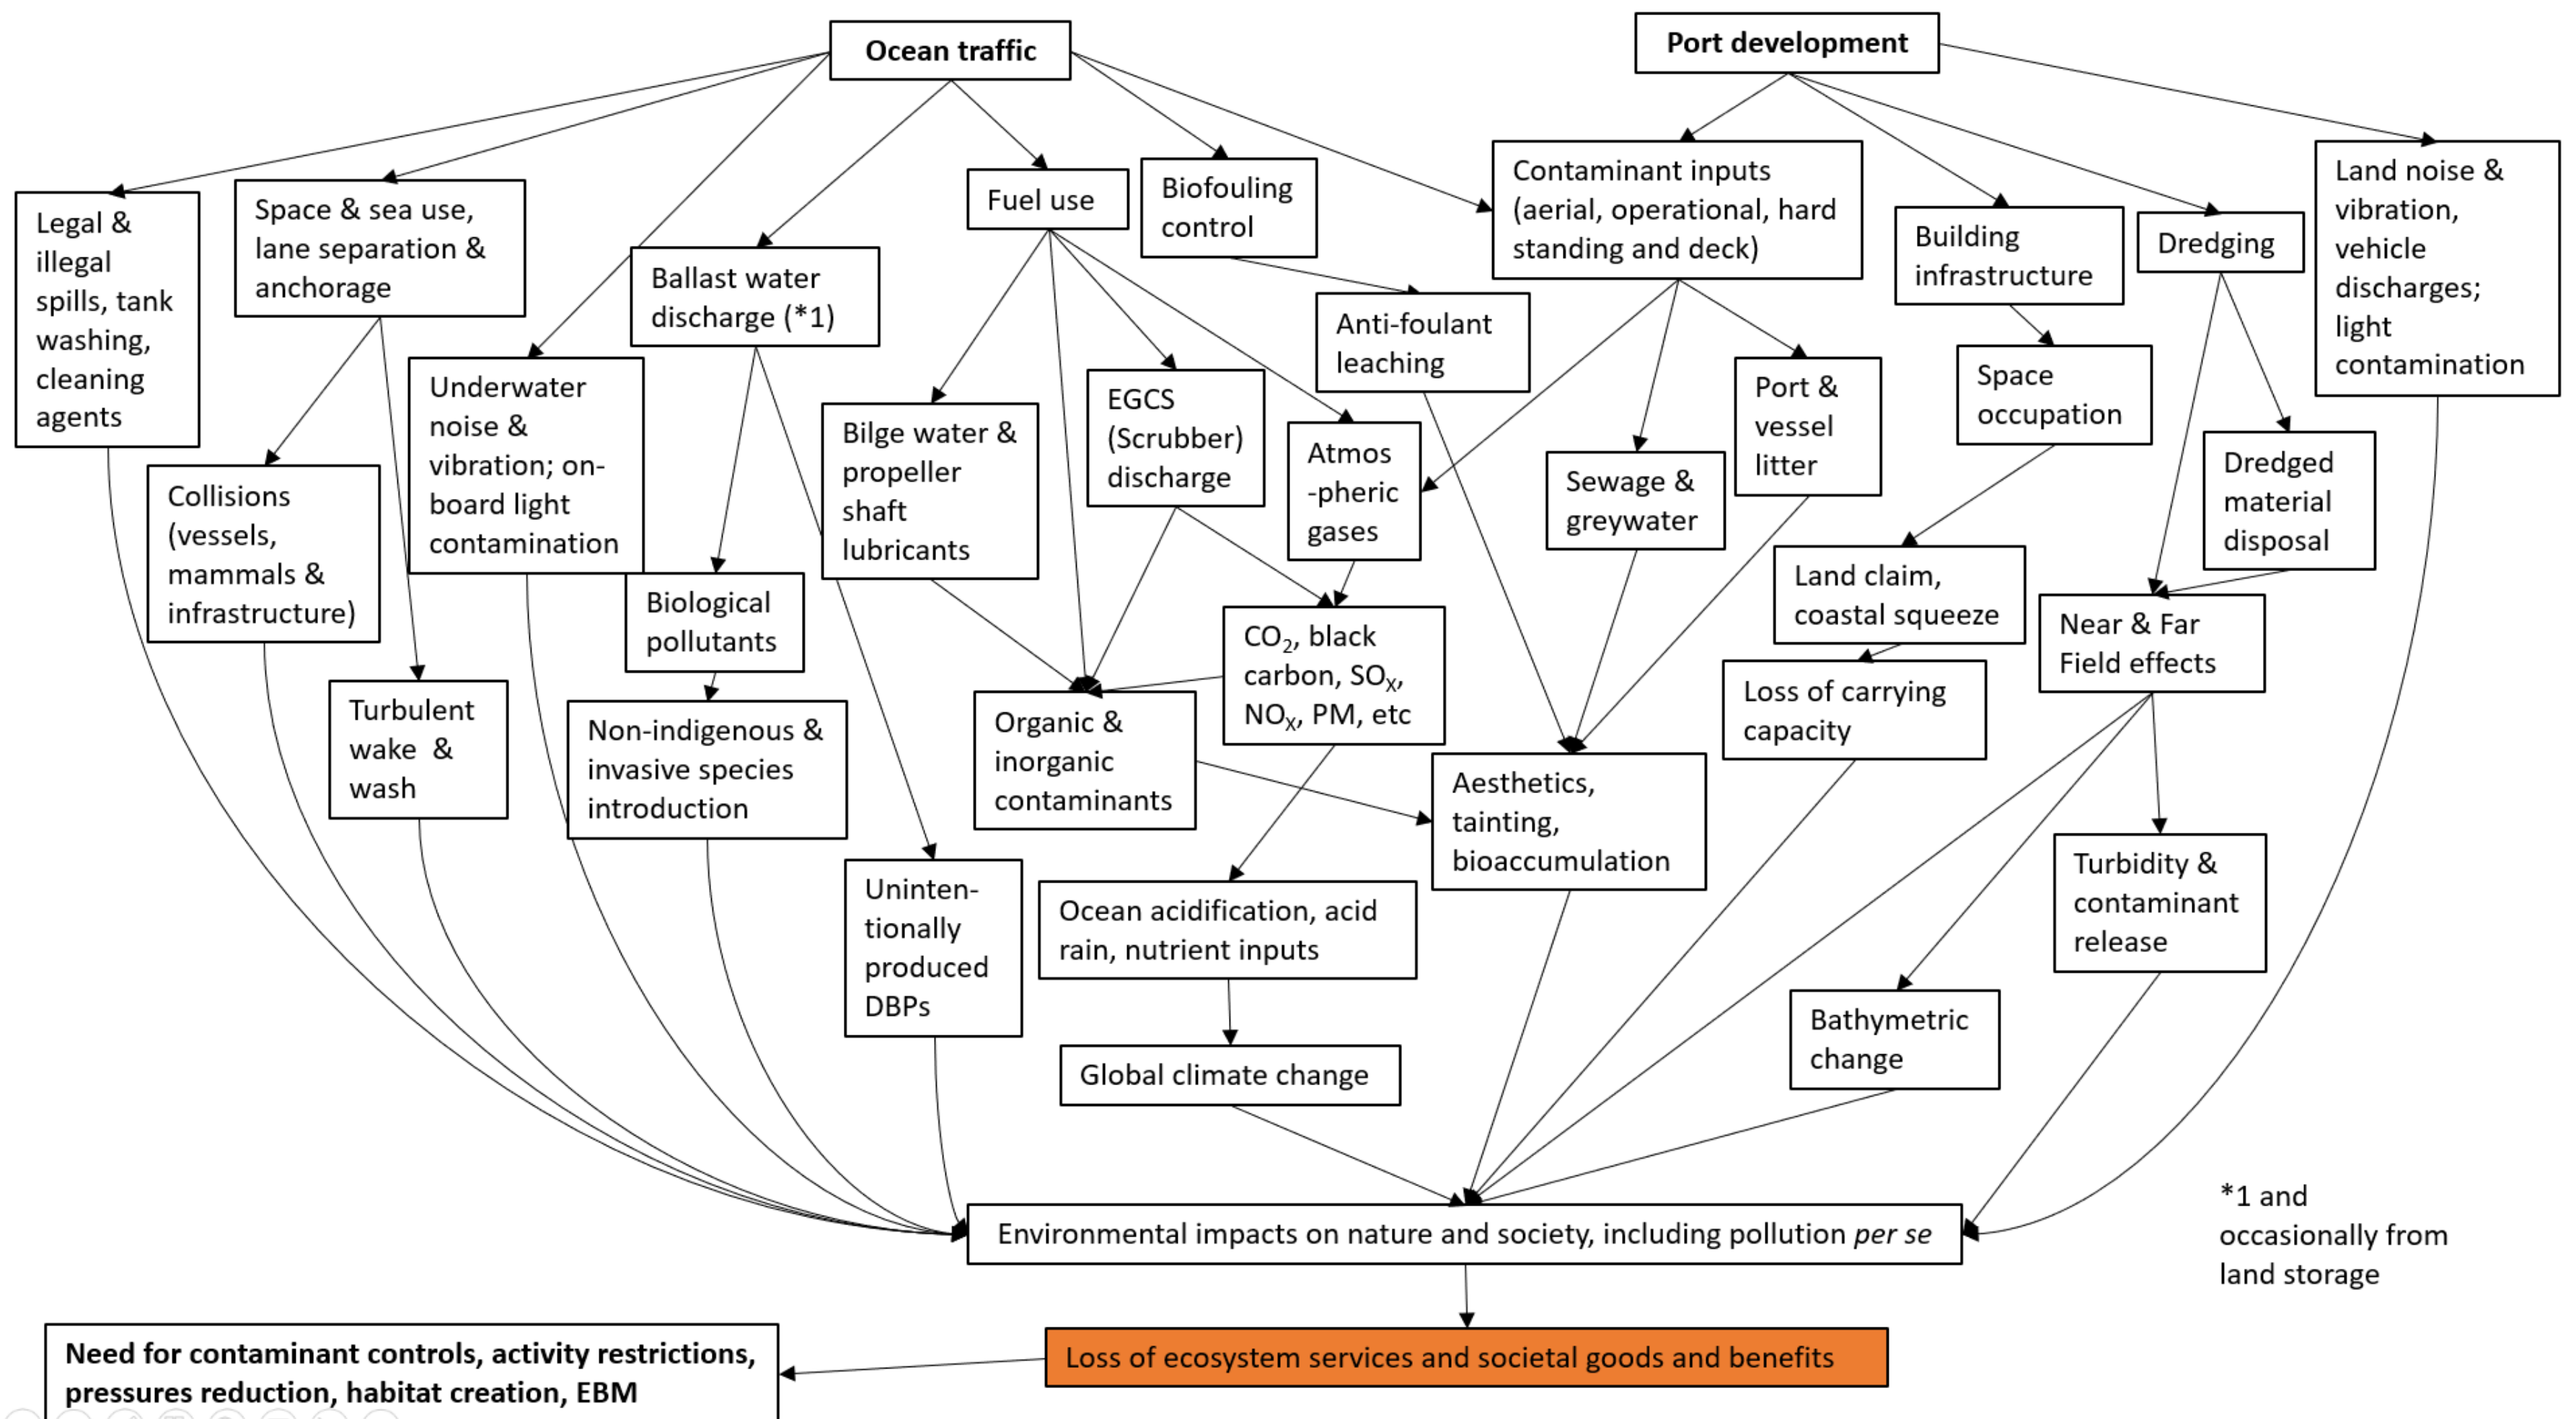 Ocean traffic
Port development
Legal &
illegal
spills, tank
washing,
cleaning
agents
Space & sea use,
lane separation &
anchorage
Ballast water
discharge (*1)
Fuel use
Biofouling
control
Contaminant inputs
(aerial, operational, hard
standing and deck)
Building
infrastructure
Dredging
Land noise &
vibration,
vehicle
discharges;
light
contamination
Anti-foulant
leaching
Underwater
noise &
vibration; on-
board light
contamination
Bilge water &
propeller
shaft
lubricants
EGCS
(Scrubber)
discharge
Atmos
-pheric
gases
Sewage &
greywater
Port &
vessel
litter
Space
occupation
Dredged
material
disposal
Collisions
(vessels,
mammals &
infrastructure)
Biological
pollutants
CO₂, black
carbon, SOₓ,
NOₓ, PM, etc
Land claim,
coastal squeeze
Near & Far
Field effects
Turbulent
wake &
wash
Non-indigenous &
invasive species
introduction
Organic &
inorganic
contaminants
Aesthetics,
tainting,
bioaccumulation
Loss of carrying
capacity
Uninten-
tionally
produced
DBPs
Ocean acidification, acid
rain, nutrient inputs
Turbidity &
contaminant
release
Global climate change
Bathymetric
change
Environmental impacts on nature and society, including pollution per se
*1 and
occasionally from
land storage
Loss of ecosystem services and societal goods and benefits
Need for contaminant controls, activity restrictions,
pressures reduction, habitat creation, EBM